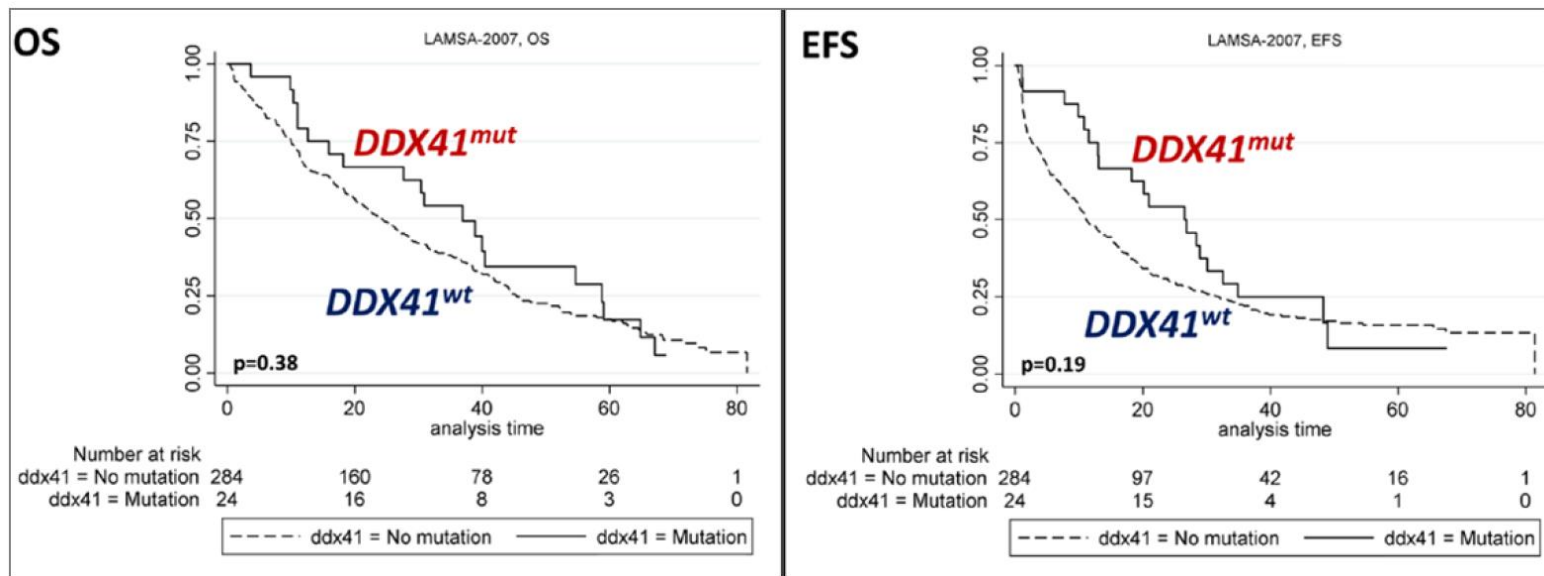 OS
LAMSA-2007, OS
1.00
0.75
0.50
0.25
0.00
DDX41mut
DDX41wt
p=0.38
0 20 40 60 80
analysis time
Number at risk
ddx41 = No mutation 284 160 78 26 1
ddx41 = Mutation 24 16 8 3 0
ddx41 = No mutation ddx41 = Mutation
EFS
LAMSA-2007, EFS
1.00
0.75
0.50
0.25
0.00
DDX41mut
DDX41wt
p=0.19
0 20 40 60 80
analysis time
Number at risk
ddx41 = No mutation 284 97 42 16 1
ddx41 = Mutation 24 15 4 1 0
ddx41 = No mutation ddx41 = Mutation